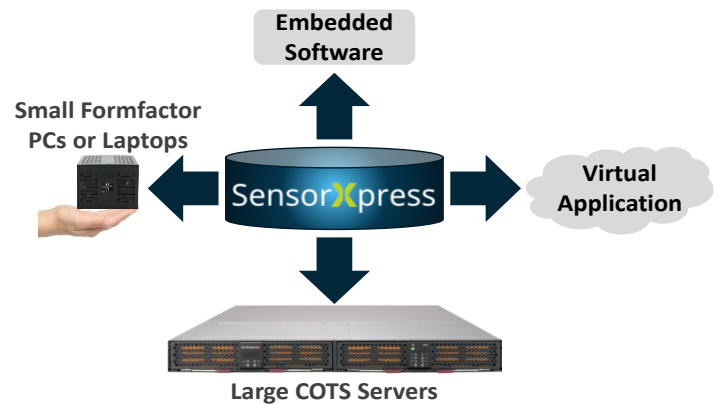 Embedded
Software
Small Formfactor
PCs or Laptops
SensorXpress
Virtual
Application
Large COTS Servers